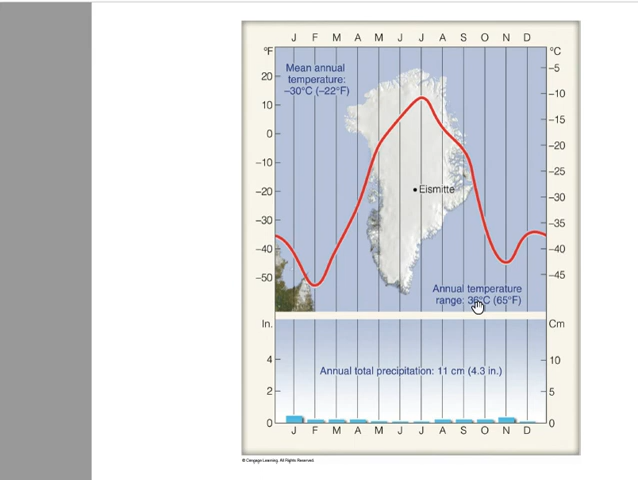 J F M A M J J A S O N D
°F °C
Mean annual
temperature:
–30°C (–22°F)
20
10
0
–10
–20
–30
–40
–50
–5
–10
–15
–20
–25
–30
–35
–40
–45
Eismitte
Annual temperature
range: 36°C (65°F)
In. Cm
4
2
0
10
5
0
Annual total precipitation: 11 cm (4.3 in.)
J F M A M J J A S O N D
© Cengage Learning. All Rights Reserved.